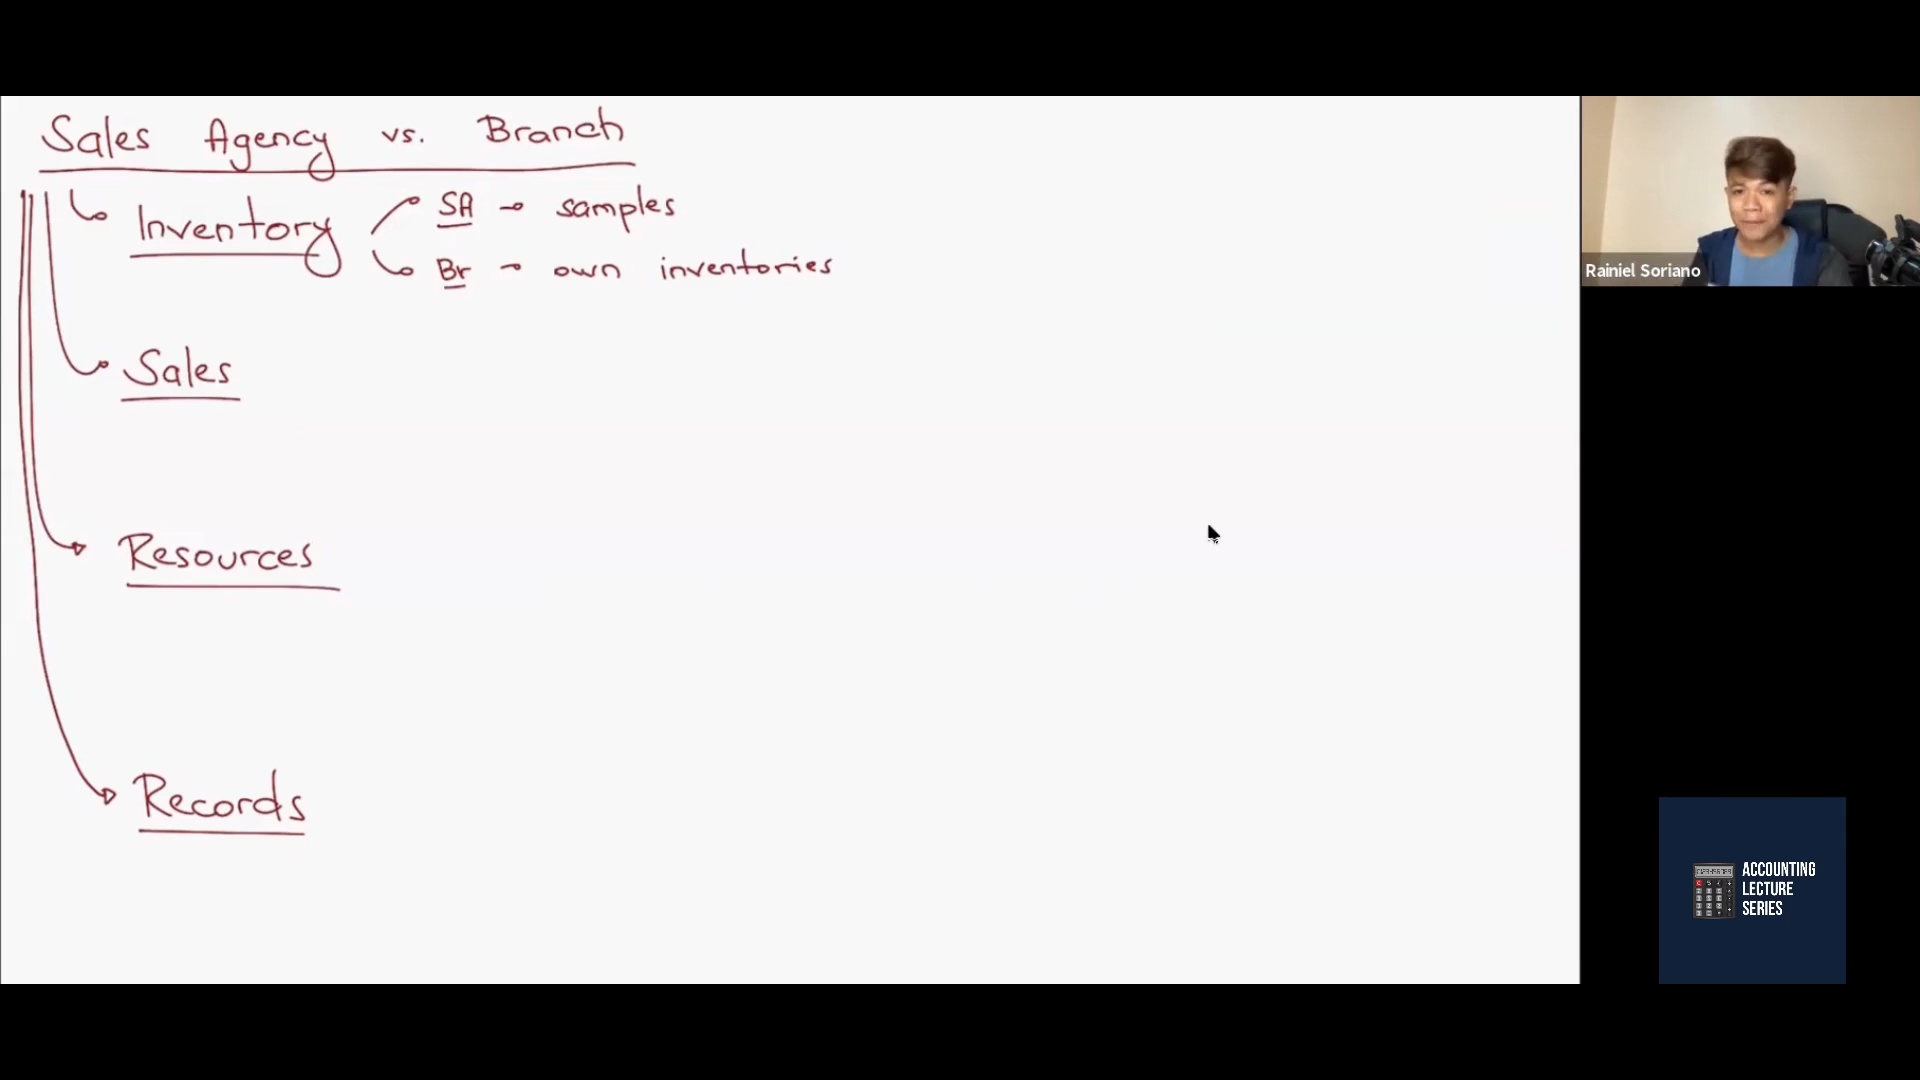 Sales Agency vs. Branch
Inventory
SA → samples
Br → own inventories
Sales
Resources
Records
Rainiel Soriano
ACCOUNTING
LECTURE
SERIES